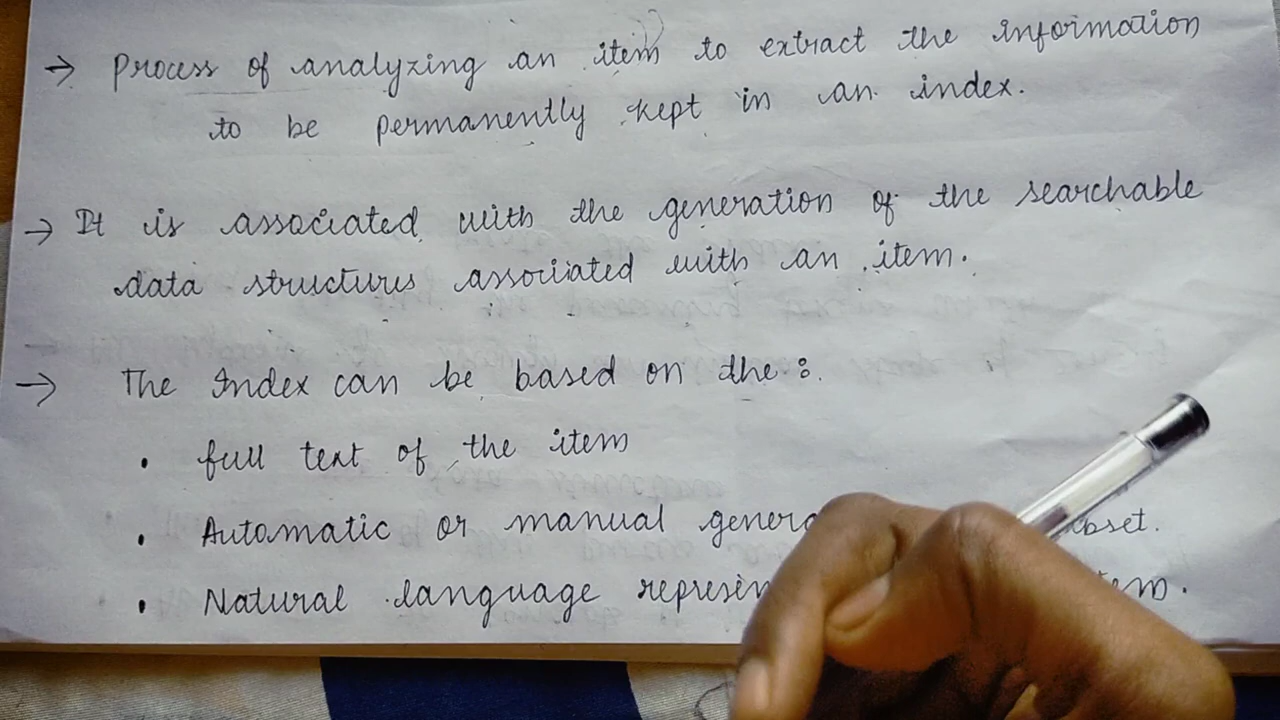 → Process of analyzing an item to extract the information
to be permanently kept in an index.
→ It is associated with the generation of the searchable
data structures associated with an item.
→ The Index can be based on the :
• full text of the item
• Automatic or manual
• Natural language